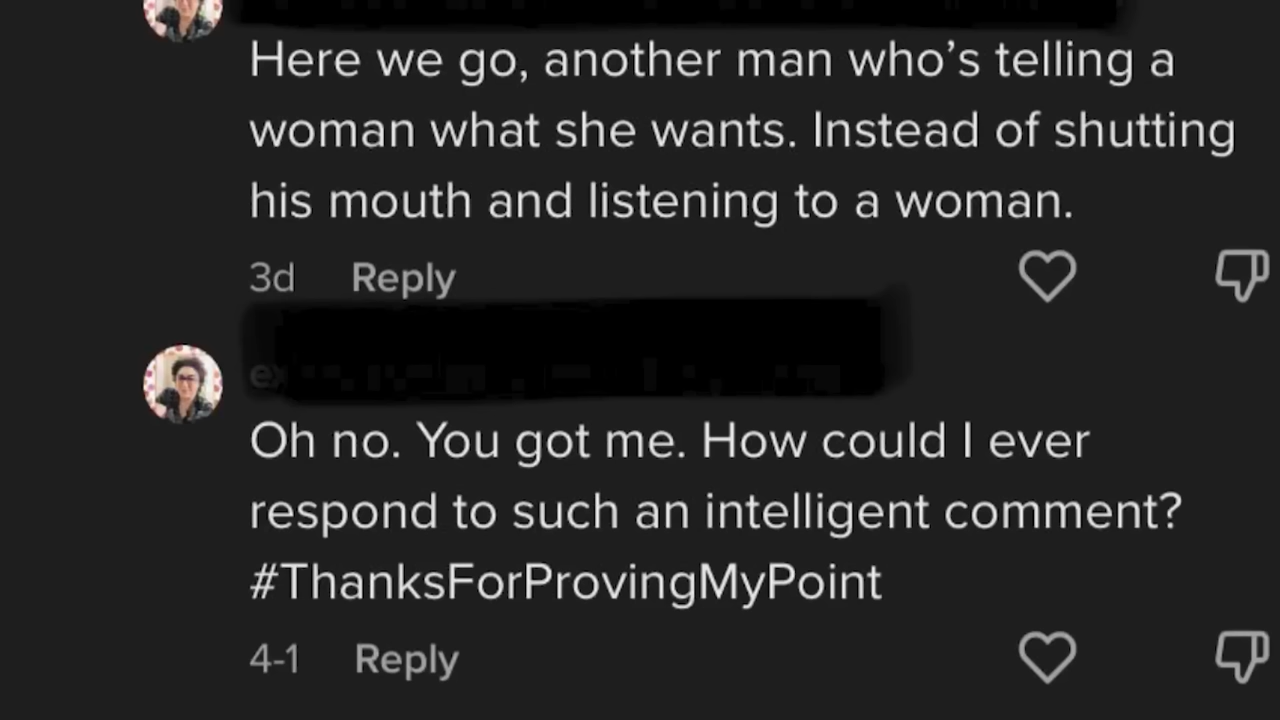 Here we go, another man who’s telling a
woman what she wants. Instead of shutting
his mouth and listening to a woman.
3d Reply
Oh no. You got me. How could I ever
respond to such an intelligent comment?
#ThanksForProvingMyPoint
4-1 Reply